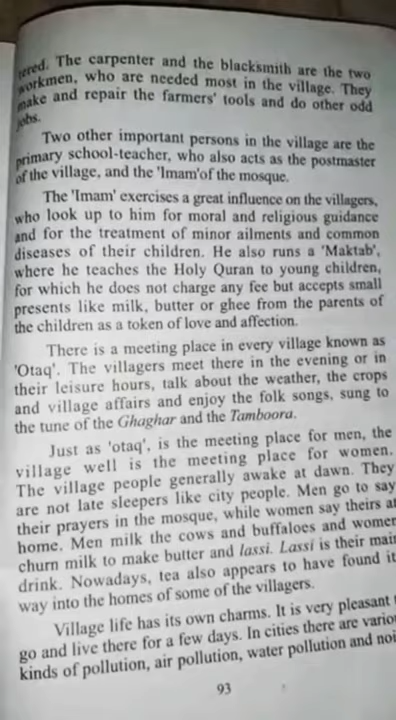 tered. The carpenter and the blacksmith are the two
workmen, who are needed most in the village. They
make and repair the farmers' tools and do other odd
jobs.
Two other important persons in the village are the
primary school-teacher, who also acts as the postmaster
of the village, and the 'Imam'of the mosque.
The 'Imam' exercises a great influence on the villagers,
who look up to him for moral and religious guidance
and for the treatment of minor ailments and common
diseases of their children. He also runs a 'Maktab',
where he teaches the Holy Quran to young children,
for which he does not charge any fee but accepts small
presents like milk, butter or ghee from the parents of
the children as a token of love and affection.
There is a meeting place in every village known as
'Otaq'. The villagers meet there in the evening or in
their leisure hours, talk about the weather, the crops
and village affairs and enjoy the folk songs, sung to
the tune of the Ghaghar and the Tamboora.
Just as 'otaq', is the meeting place for men, the
village well is the meeting place for women.
The village people generally awake at dawn. They
are not late sleepers like city people. Men go to say
their prayers in the mosque, while women say theirs at
home. Men milk the cows and buffaloes and women
churn milk to make butter and lassi. Lassi is their main
drink. Nowadays, tea also appears to have found it
way into the homes of some of the villagers.
Village life has its own charms. It is very pleasant t
go and live there for a few days. In cities there are vario
kinds of pollution, air pollution, water pollution and noi
93